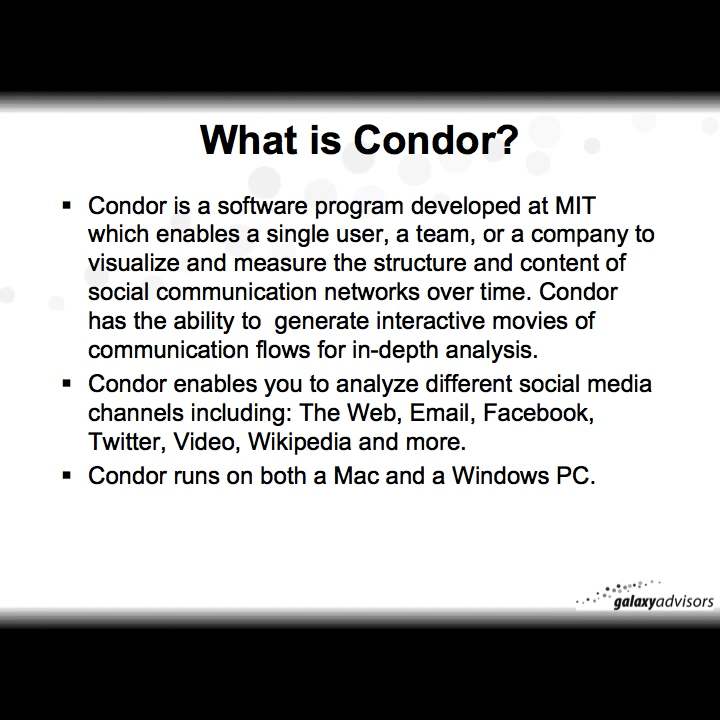 What is Condor?
▪ Condor is a software program developed at MIT
which enables a single user, a team, or a company to
visualize and measure the structure and content of
social communication networks over time. Condor
has the ability to  generate interactive movies of
communication flows for in-depth analysis.
▪ Condor enables you to analyze different social media
channels including: The Web, Email, Facebook,
Twitter, Video, Wikipedia and more.
▪ Condor runs on both a Mac and a Windows PC.
galaxyadvisors